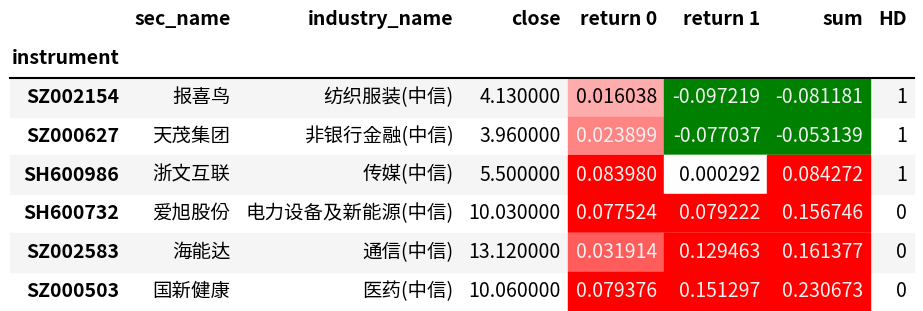 sec_name industry_name close return 0 return 1 sum HD
instrument
SZ002154 报喜鸟 纺织服装(中信) 4.130000 0.016038 -0.097219 -0.081181 1
SZ000627 天茂集团 非银行金融(中信) 3.960000 0.023899 -0.077037 -0.053139 1
SH600986 浙文互联 传媒(中信) 5.500000 0.083980 0.000292 0.084272 1
SH600732 爱旭股份 电力设备及新能源(中信) 10.030000 0.077524 0.079222 0.156746 0
SZ002583 海能达 通信(中信) 13.120000 0.031914 0.129463 0.161377 0
SZ000503 国新健康 医药(中信) 10.060000 0.079376 0.151297 0.230673 0